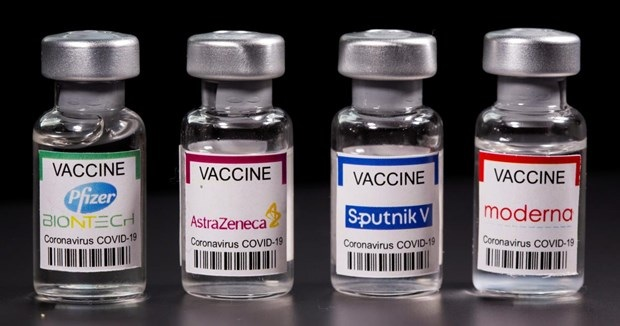 VACCINE
Pfizer
BIONTECH
Coronavirus COVID-19
VACCINE
AstraZeneca
Coronavirus COVID-19
VACCINE
Sputnik V
Coronavirus COVID-19
VACCINE
moderna
Coronavirus COVID-19